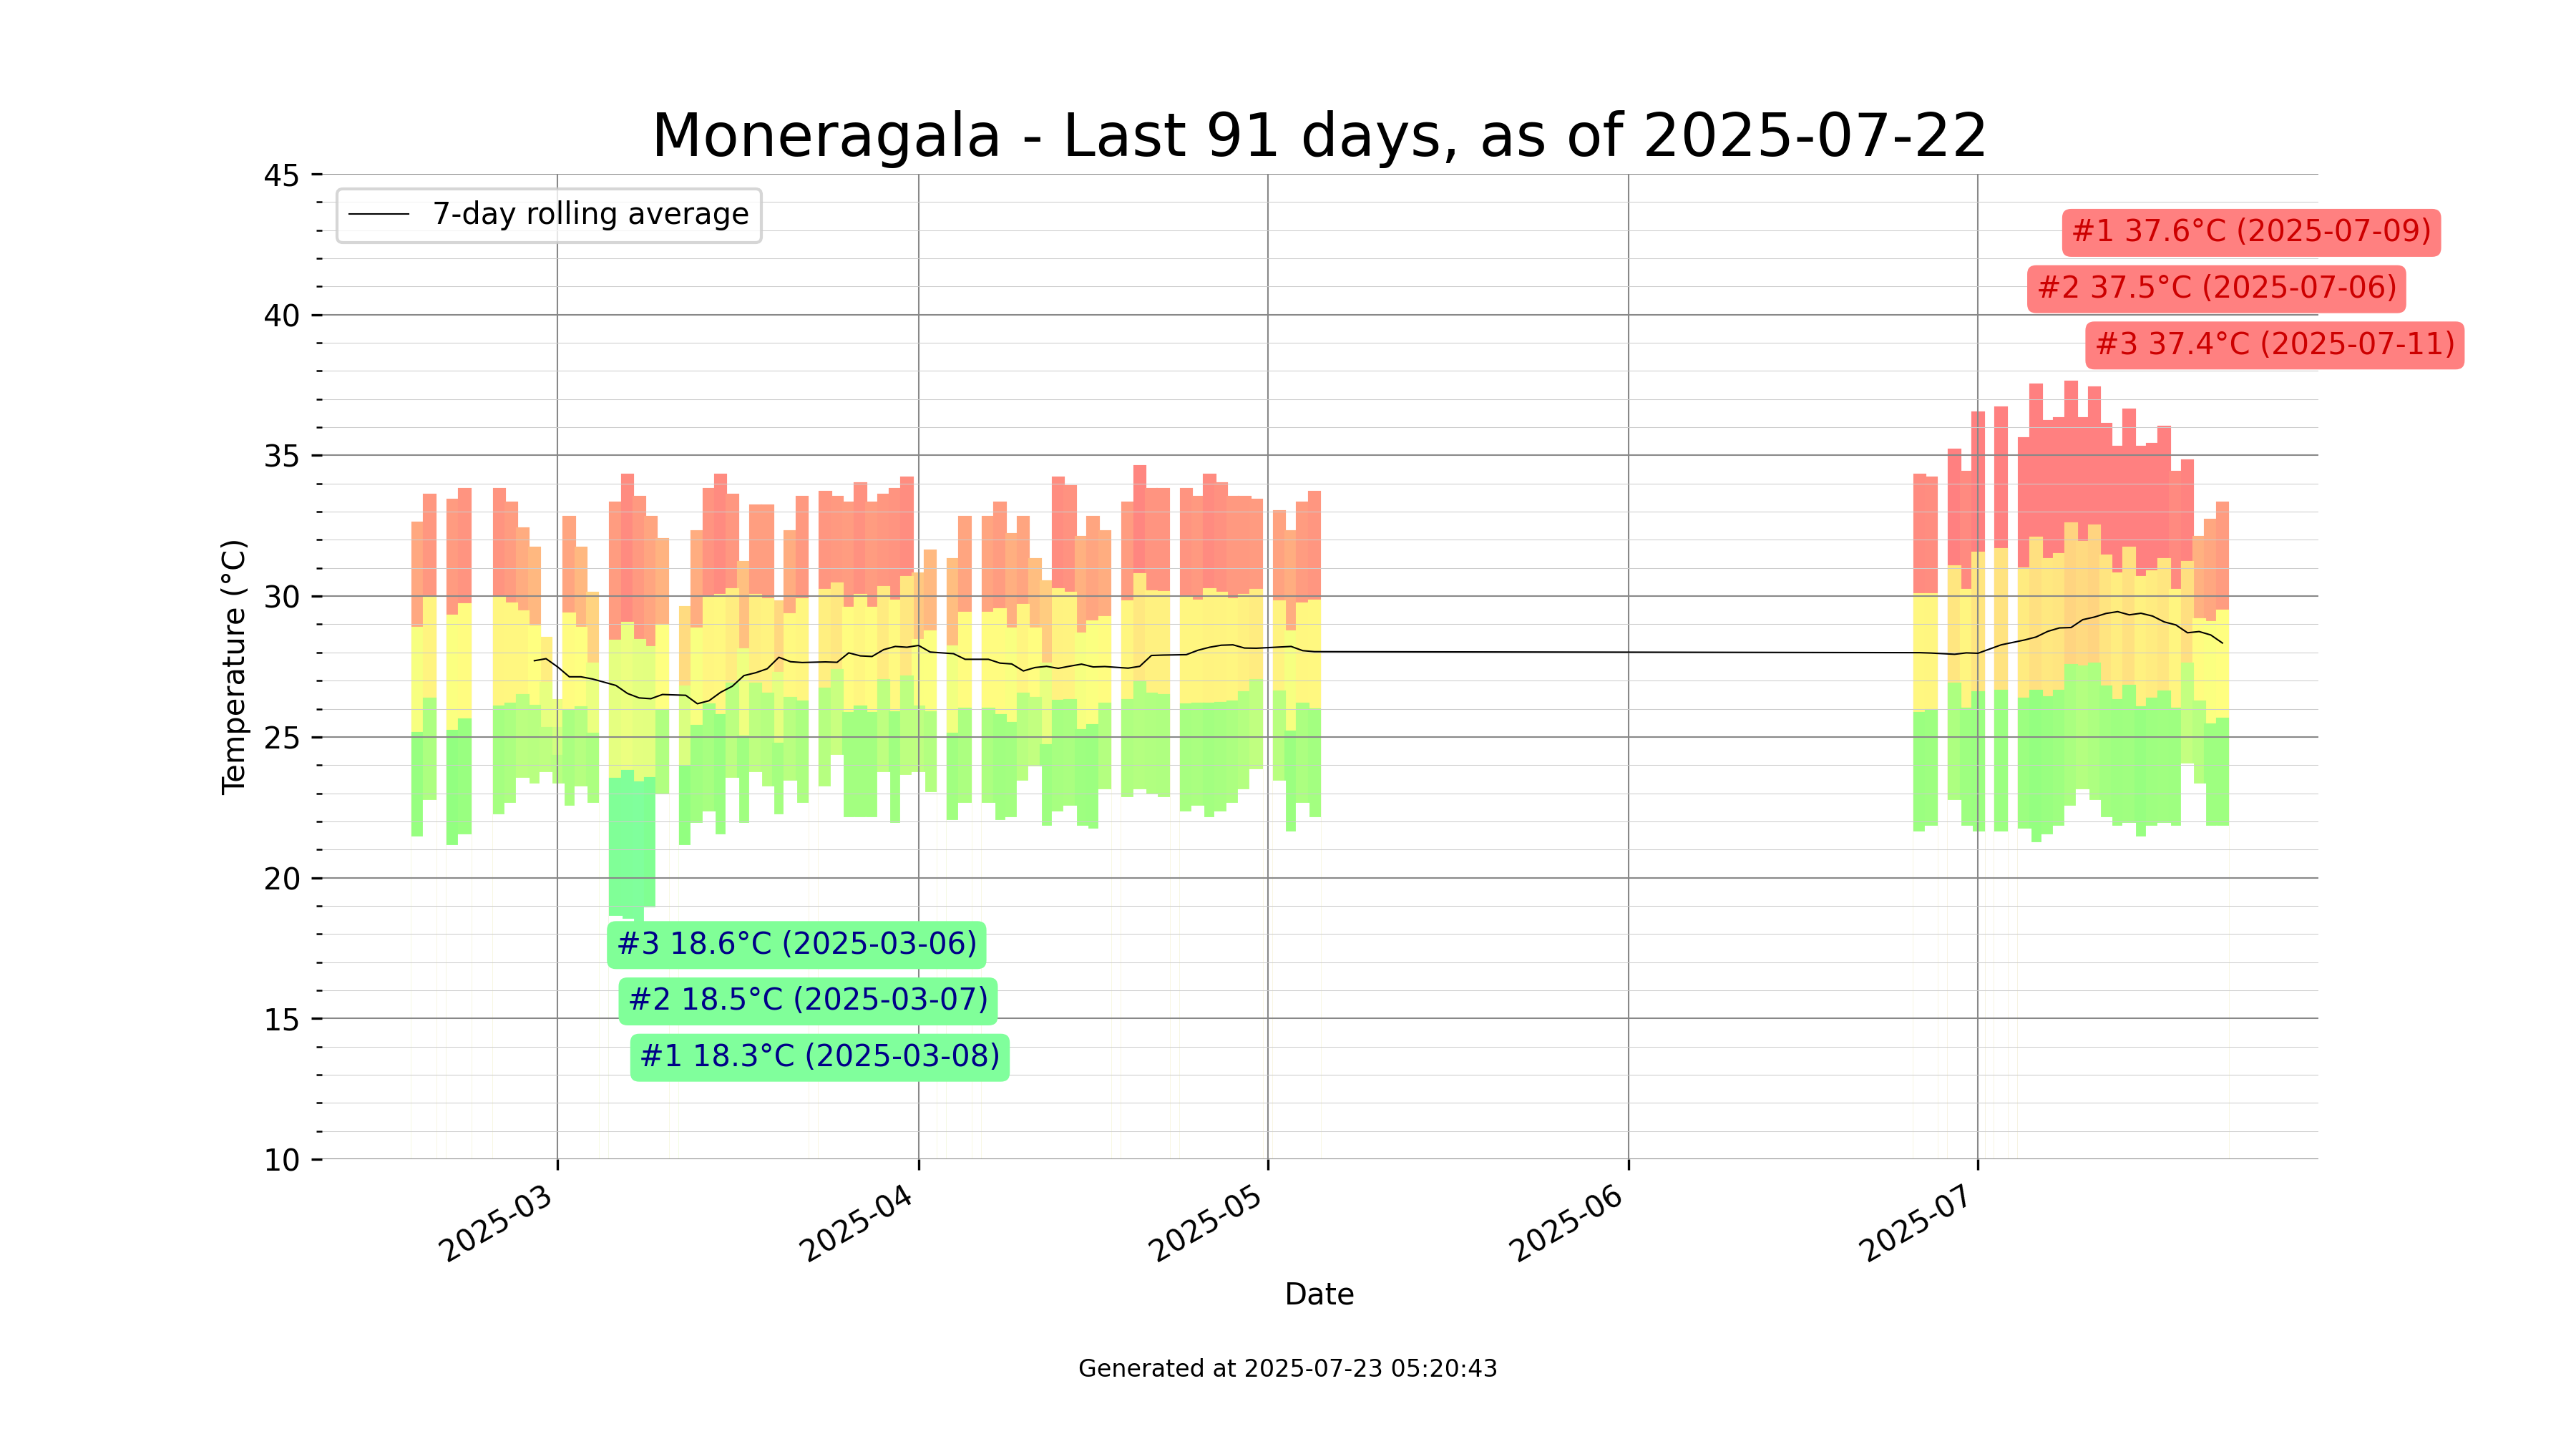 Moneragala - Last 91 days, as of 2025-07-22
7-day rolling average
#1 37.6°C (2025-07-09)
#2 37.5°C (2025-07-06)
#3 37.4°C (2025-07-11)
45
40
35
30
25
20
15
10
Temperature (°C)
#3 18.6°C (2025-03-06)
#2 18.5°C (2025-03-07)
#1 18.3°C (2025-03-08)
2025-03
2025-04
2025-05
2025-06
2025-07
Date
Generated at 2025-07-23 05:20:43